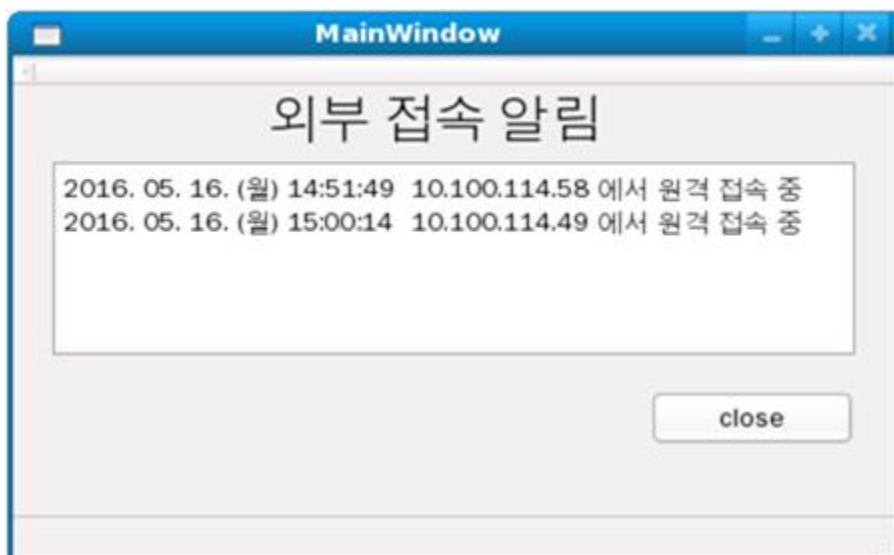 MainWindow
외부 접속 알림
2016. 05. 16. (월) 14:51:49 10.100.114.58 에서 원격 접속 중
2016. 05. 16. (월) 15:00:14 10.100.114.49 에서 원격 접속 중
close